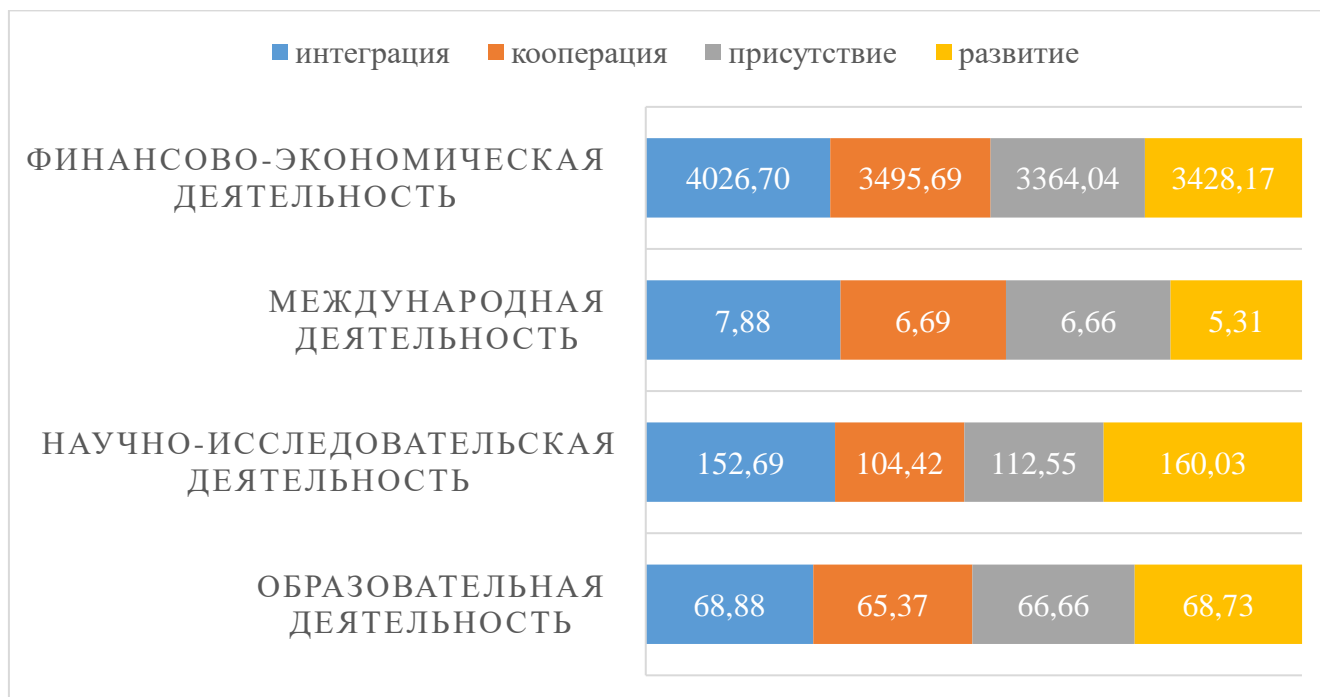 интеграция кооперация присутствие развитие
ФИНАНСОВО-ЭКОНОМИЧЕСКАЯ
ДЕЯТЕЛЬНОСТЬ
4026,70 3495,69 3364,04 3428,17
МЕЖДУНАРОДНАЯ
ДЕЯТЕЛЬНОСТЬ
7,88 6,69 6,66 5,31
НАУЧНО-ИССЛЕДОВАТЕЛЬСКАЯ
ДЕЯТЕЛЬНОСТЬ
152,69 104,42 112,55 160,03
ОБРАЗОВАТЕЛЬНАЯ
ДЕЯТЕЛЬНОСТЬ
68,88 65,37 66,66 68,73